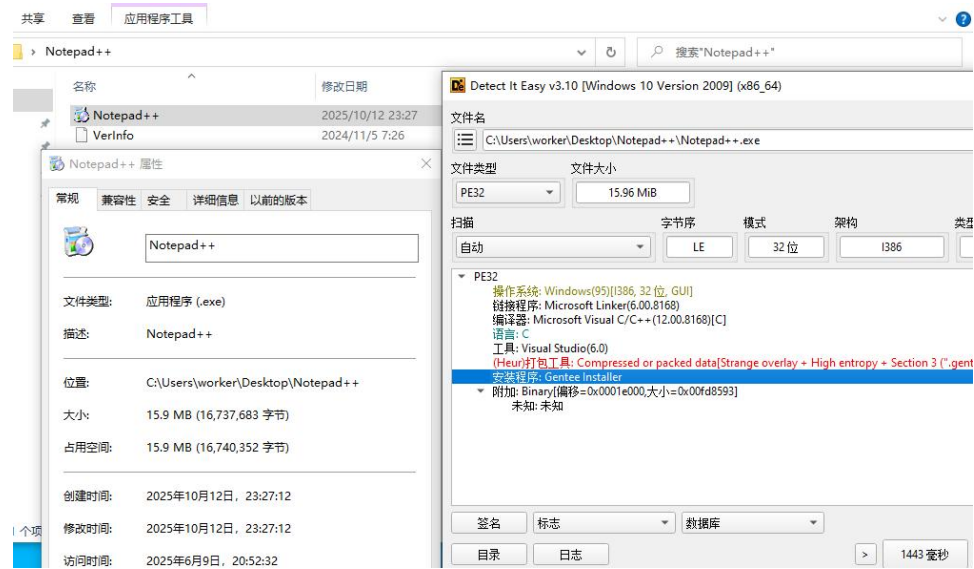 共享 查看 应用程序工具
› Notepad++
搜索"Notepad++"
名称 修改日期
Notepad++ 2025/10/12 23:27
VerInfo 2024/11/5 7:26
Notepad++ 属性
常规 兼容性 安全 详细信息 以前的版本
Notepad++
文件类型: 应用程序 (.exe)
描述: Notepad++
位置: C:\Users\worker\Desktop\Notepad++
大小: 15.9 MB (16,737,683 字节)
占用空间: 15.9 MB (16,740,352 字节)
创建时间: 2025年10月12日，23:27:12
修改时间: 2025年10月12日，23:27:12
访问时间: 2025年6月9日，20:52:32
个项
Detect It Easy v3.10 [Windows 10 Version 2009] (x86_64)
文件名
C:\Users\worker\Desktop\Notepad++\Notepad++.exe
文件类型 文件大小
PE32 15.96 MiB
扫描 字节序 模式 架构 类型
自动 LE 32 位 I386
PE32
操作系统: Windows(95)[I386, 32 位, GUI]
链接程序: Microsoft Linker(6.00.8168)
编译器: Microsoft Visual C/C++(12.00.8168)[C]
语言: C
工具: Visual Studio(6.0)
(Heur)打包工具: Compressed or packed data[Strange overlay + High entropy + Section 3 (".gent
安装程序: Gentee Installer
附加: Binary[偏移=0x0001e000,大小=0x00fd8593]
未知: 未知
签名 标志 数据库
目录 日志 > 1443 毫秒